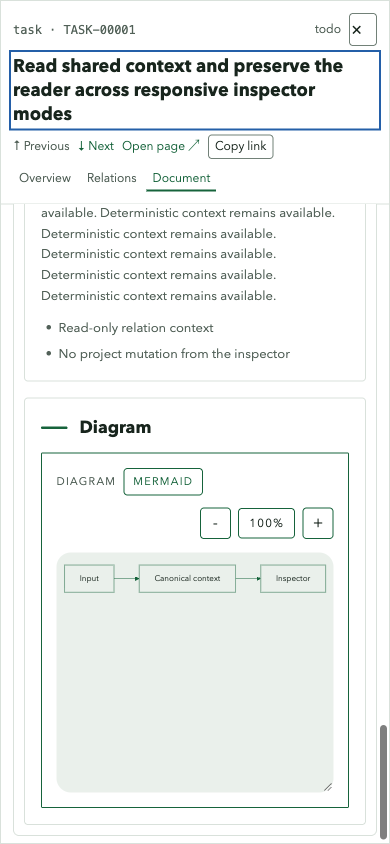 task · TASK-00001 todo ×
Read shared context and preserve the
reader across responsive inspector
modes
↑ Previous ↓ Next Open page ↗ Copy link
Overview Relations Document
available. Deterministic context remains available.
Deterministic context remains available.
Deterministic context remains available.
Deterministic context remains available.
Deterministic context remains available.
• Read-only relation context
• No project mutation from the inspector
Diagram
DIAGRAM MERMAID
- 100% +
Input Canonical context Inspector